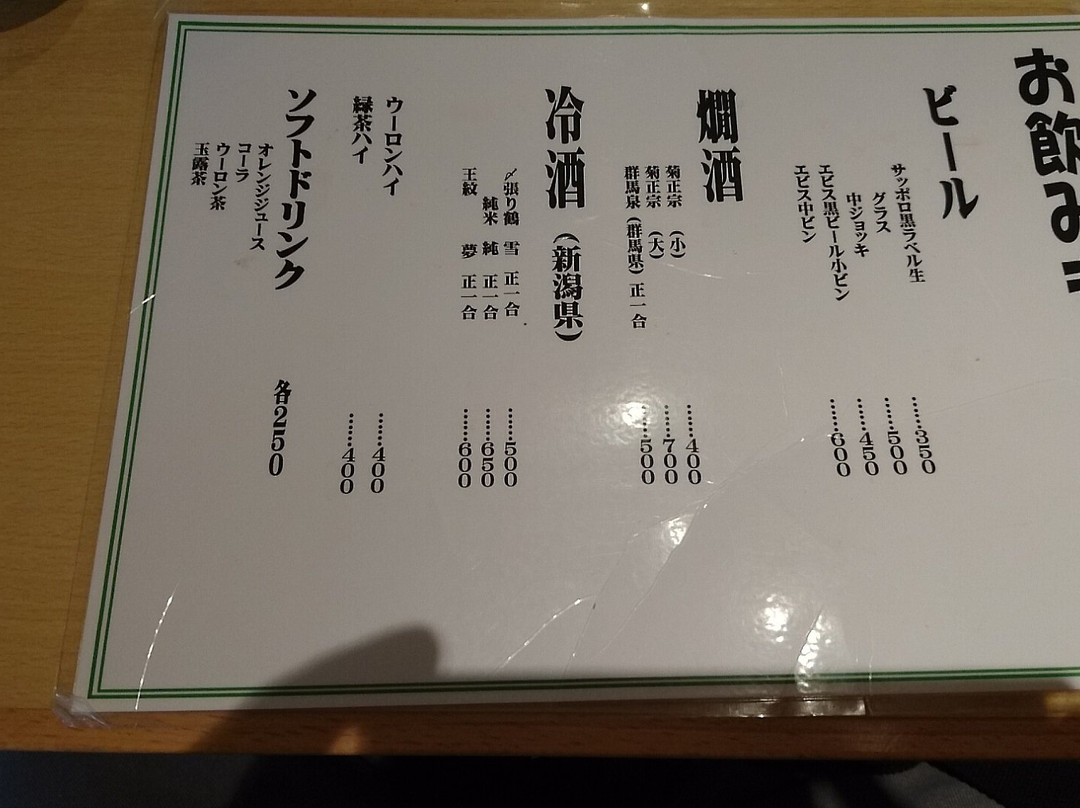 お飲み
ビール
サッポロ黒ラベル生
グラス……350
中ジョッキ……500
エビス黒ビール小ビン……450
エビス中ビン……600
燗酒
菊正宗 (小)……400
菊正宗 (大)……700
群馬泉 (群馬県) 正一合……500
冷酒 (新潟県)
〆張り鶴 雪 正一合……500
純米 純 正一合……650
王紋 夢 正一合……600
ウーロンハイ……400
緑茶ハイ……400
ソフトドリンク 各250
オレンジジュース
コーラ
ウーロン茶
玉露茶